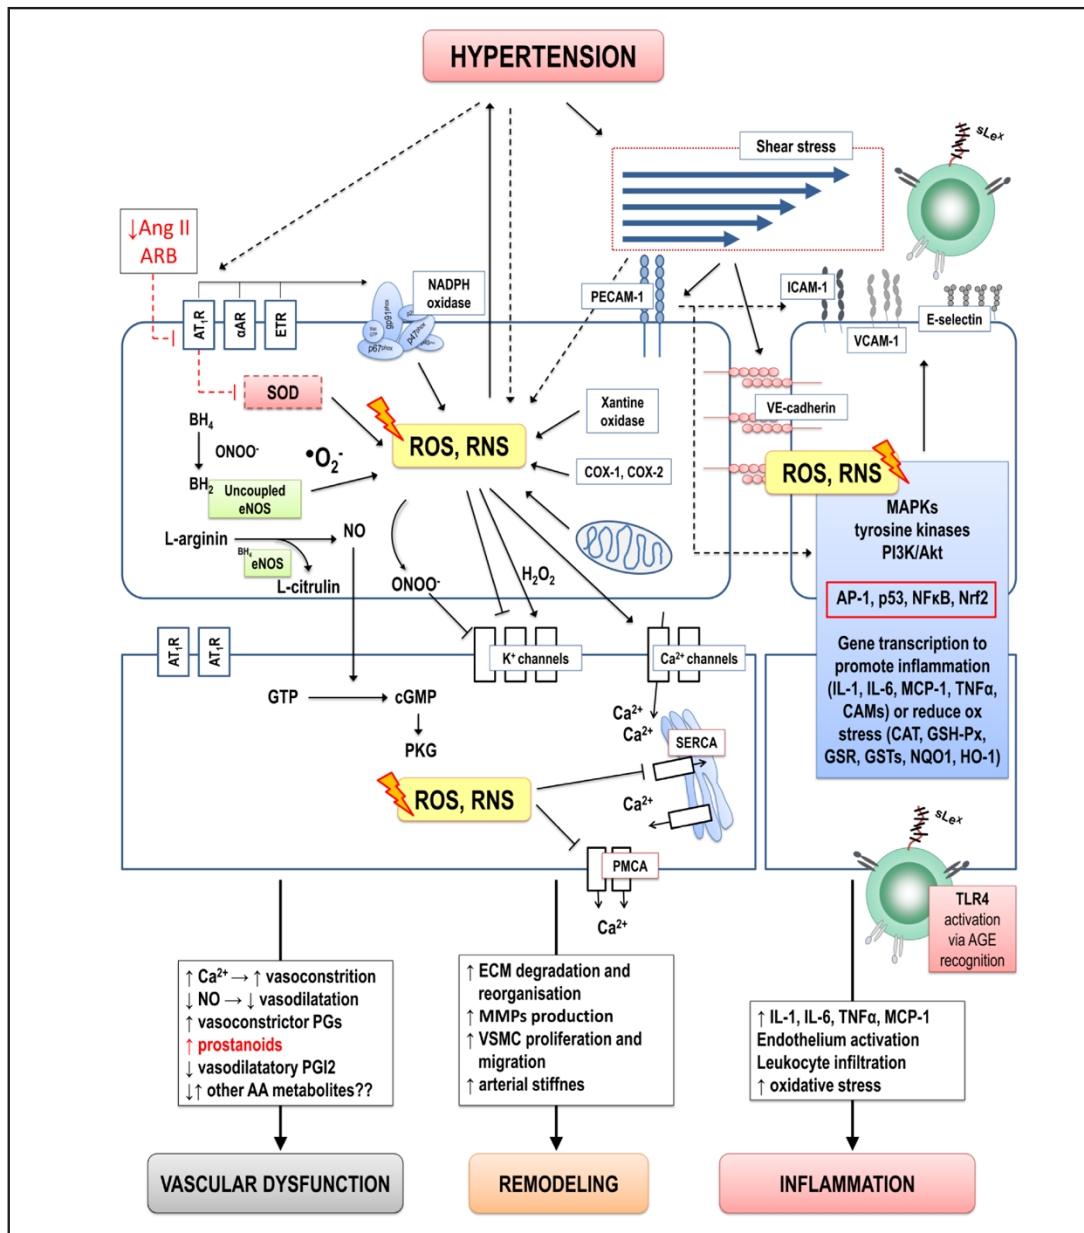 HYPERTENSION
Shear stress
sLex
↓Ang II
ARB
NADPH
oxidase
PECAM-1
ICAM-1
E-selectin
VCAM-1
AT₁R
αAR
ETR
gp91phox
p47phox
p67phox
SOD
Xantine
oxidase
VE-cadherin
BH₄
ONOO⁻
BH₂
Uncoupled
eNOS
•O₂⁻
ROS, RNS
COX-1, COX-2
ROS, RNS
MAPKs
tyrosine kinases
PI3K/Akt
L-arginin
NO
BH₄
eNOS
L-citrulin
ONOO⁻
H₂O₂
AP-1, p53, NFκB, Nrf2
AT₁R
AT₁R
K⁺ channels
Ca²⁺ channels
Gene transcription to
promote inflammation
(IL-1, IL-6, MCP-1, TNFα,
CAMs) or reduce ox
stress (CAT, GSH-Px,
GSR, GSTs, NQO1, HO-1)
GTP
cGMP
PKG
Ca²⁺
Ca²⁺
SERCA
ROS, RNS
Ca²⁺
PMCA
Ca²⁺
sLex
TLR4
activation
via AGE
recognition
↑ Ca²⁺ → ↑ vasoconstrition
↓ NO → ↓ vasodilatation
↑ vasoconstrictor PGs
↑ prostanoids
↓ vasodilatatory PGI2
↓↑ other AA metabolites??
↑ ECM degradation and
reorganisation
↑ MMPs production
↑ VSMC proliferation and
migration
↑ arterial stiffnes
↑ IL-1, IL-6, TNFα, MCP-1
Endothelium activation
Leukocyte infiltration
↑ oxidative stress
VASCULAR DYSFUNCTION
REMODELING
INFLAMMATION